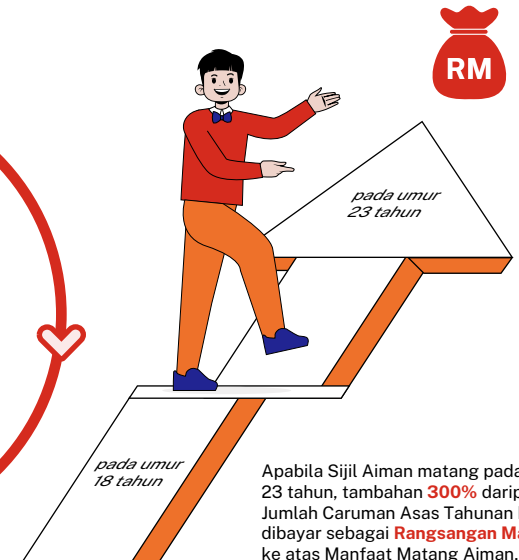 RM
pada umur
23 tahun
pada umur
18 tahun
Apabila Sijil Aiman matang pada
23 tahun, tambahan 300%
Jumlah Caruman Asas Tahunan
dibayar sebagai Rangsangan
ke atas Manfaat Matang Aiman.